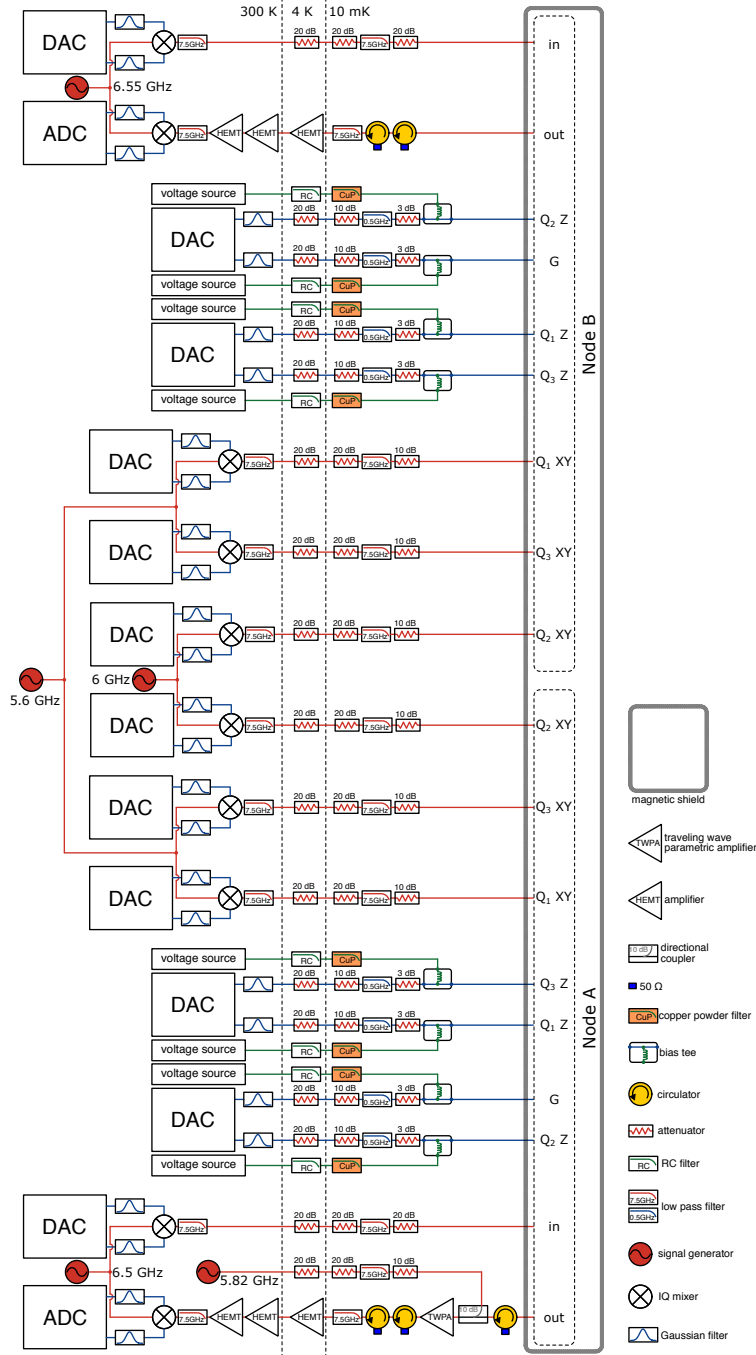 300 K 4 K 10 mK
DAC
20 dB 20 dB 20 dB
7.5GHz 7.5GHz in
6.55 GHz
ADC
7.5GHz HEMT HEMT HEMT 7.5GHz out
voltage source RC CuP
20 dB 10 dB 3 dB
DAC 0.5GHz Q2 Z
20 dB 10 dB 3 dB
0.5GHz G
voltage source RC CuP
voltage source RC CuP
20 dB 10 dB 3 dB
DAC 0.5GHz Q1 Z
20 dB 10 dB 3 dB
0.5GHz Q3 Z
voltage source RC CuP
Node B
20 dB 20 dB 10 dB
DAC 7.5GHz 7.5GHz Q1 XY
20 dB 20 dB 10 dB
DAC 7.5GHz 7.5GHz Q3 XY
20 dB 20 dB 10 dB
DAC 7.5GHz 7.5GHz Q2 XY
5.6 GHz
6 GHz
20 dB 20 dB 10 dB
DAC 7.5GHz 7.5GHz Q2 XY
20 dB 20 dB 10 dB
DAC 7.5GHz 7.5GHz Q3 XY
20 dB 20 dB 10 dB
DAC 7.5GHz 7.5GHz Q1 XY
voltage source RC CuP
20 dB 10 dB 3 dB
DAC 0.5GHz Q3 Z
20 dB 10 dB 3 dB
0.5GHz Q1 Z
voltage source RC CuP
voltage source RC CuP
20 dB 10 dB 3 dB
DAC 0.5GHz G
20 dB 10 dB 3 dB
0.5GHz Q2 Z
voltage source RC CuP
Node A
20 dB 20 dB 20 dB
DAC 7.5GHz 7.5GHz in
6.5 GHz
5.82 GHz
20 dB 20 dB 10 dB
7.5GHz
ADC
7.5GHz HEMT HEMT HEMT 7.5GHz TWPA 10 dB out
magnetic shield
TWPA traveling wave
parametric amplifier
HEMT amplifier
10 dB directional
coupler
50 Ω
CuP copper powder filter
bias tee
circulator
attenuator
RC RC filter
7.5GHz low pass filter
0.5GHz
signal generator
IQ mixer
Gaussian filter